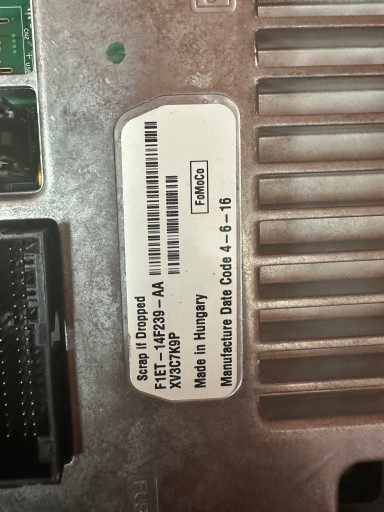 Scrap If Dropped
F1ET-14F239-AA
XV3C7K9P
Made in Hungary
FoMoCo
Manufacture Date Code 4-6-16